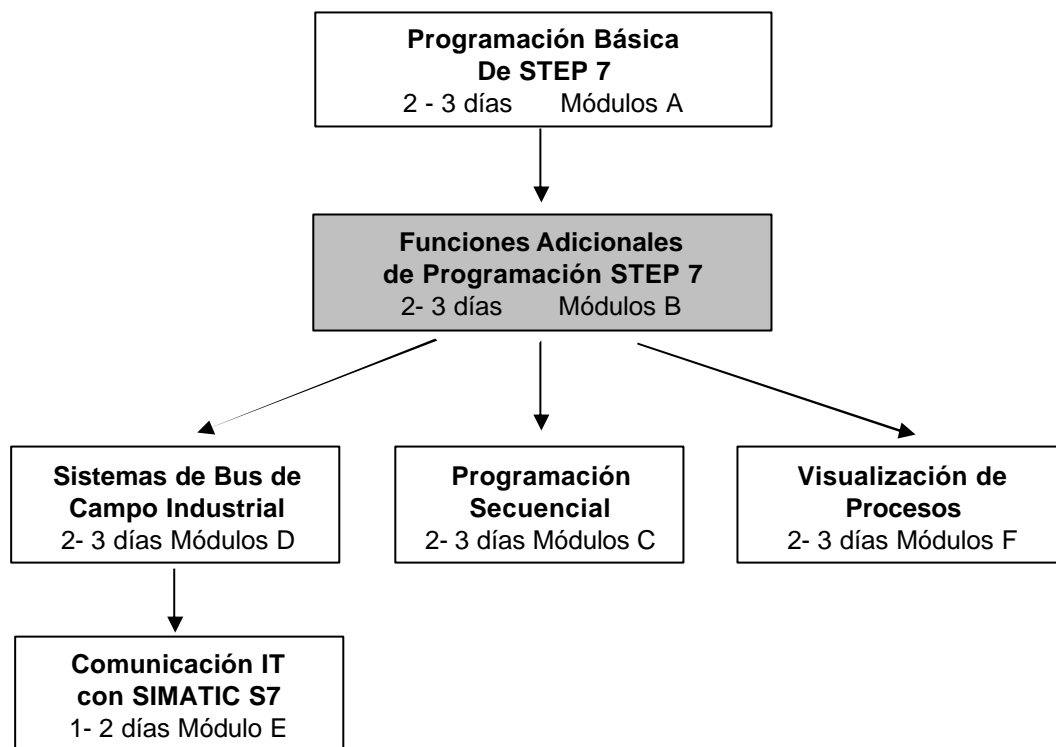 Programación Básica
De STEP 7
2 - 3 días Módulos A
Funciones Adicionales
de Programación STEP 7
2- 3 días Módulos B
Sistemas de Bus de
Campo Industrial
2- 3 días Módulos D
Programación
Secuencial
2- 3 días Módulos C
Visualización de
Procesos
2- 3 días Módulos F
Comunicación IT
con SIMATIC S7
1- 2 días Módulo E